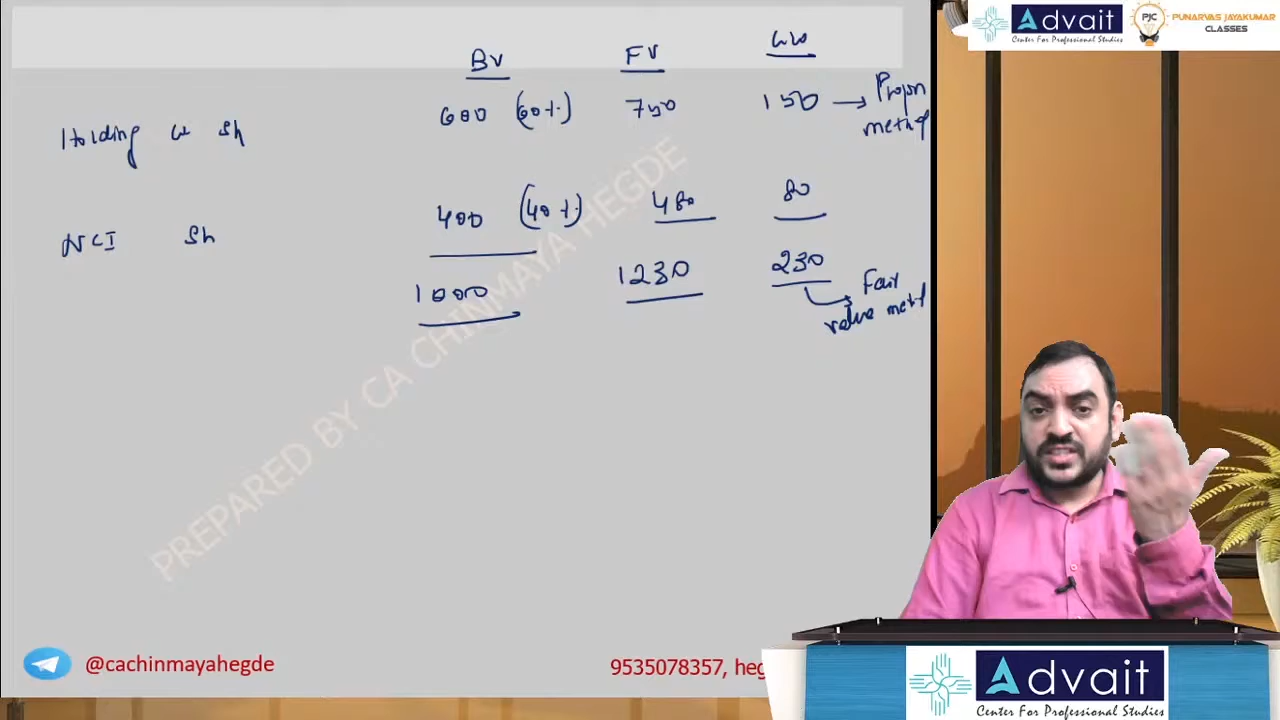 Advait
Center For Professional Studies
PJC
PUNARVAS JAYAKUMAR
CLASSES
BV FV GW
Holding co sh 600 (60%) 750 150 → Propn
method
NCI sh 400 (40%) 480 80
1000 1230 230
Fair
value meth
PREPARED BY CA CHINMAYA HEGDE
@cachinmayahegde
9535078357, heg
Advait
Center For Professional Studies